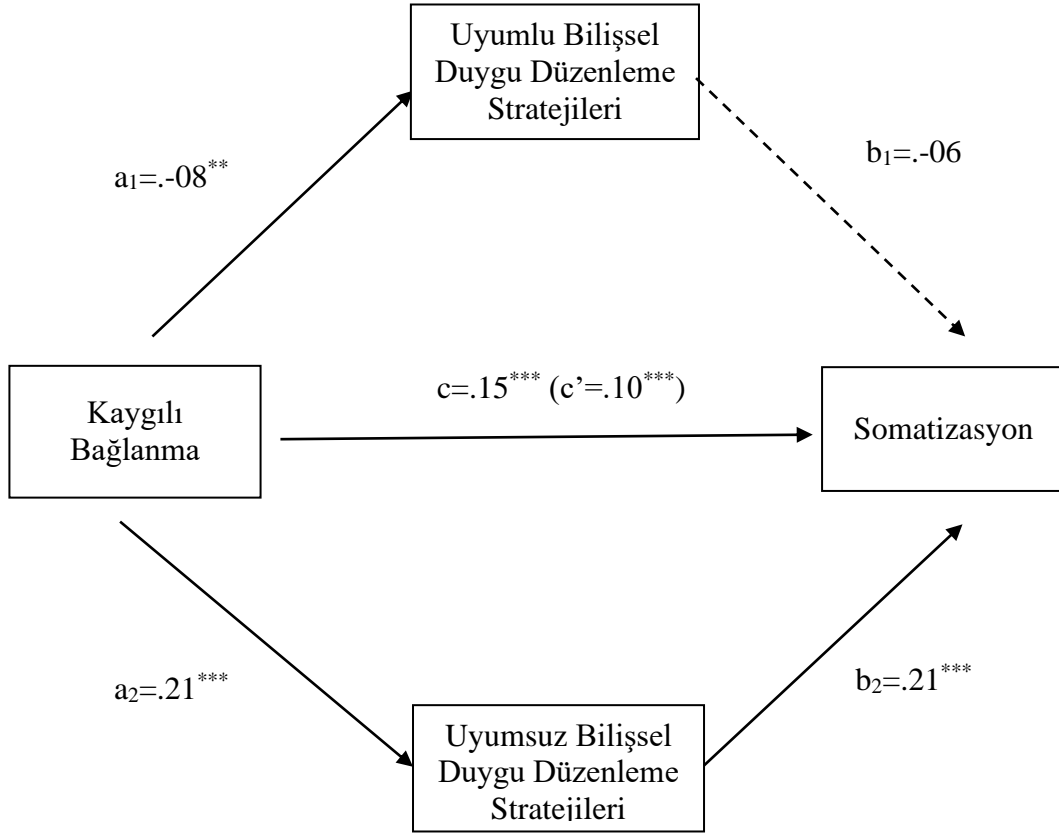 Uyumlu Bilişsel
Duygu Düzenleme
Stratejileri
a₁=.-08**
b₁=.-06
Kaygılı
Bağlanma
c=.15*** (c’=.10***)
Somatizasyon
a₂=.21***
b₂=.21***
Uyumsuz Bilişsel
Duygu Düzenleme
Stratejileri